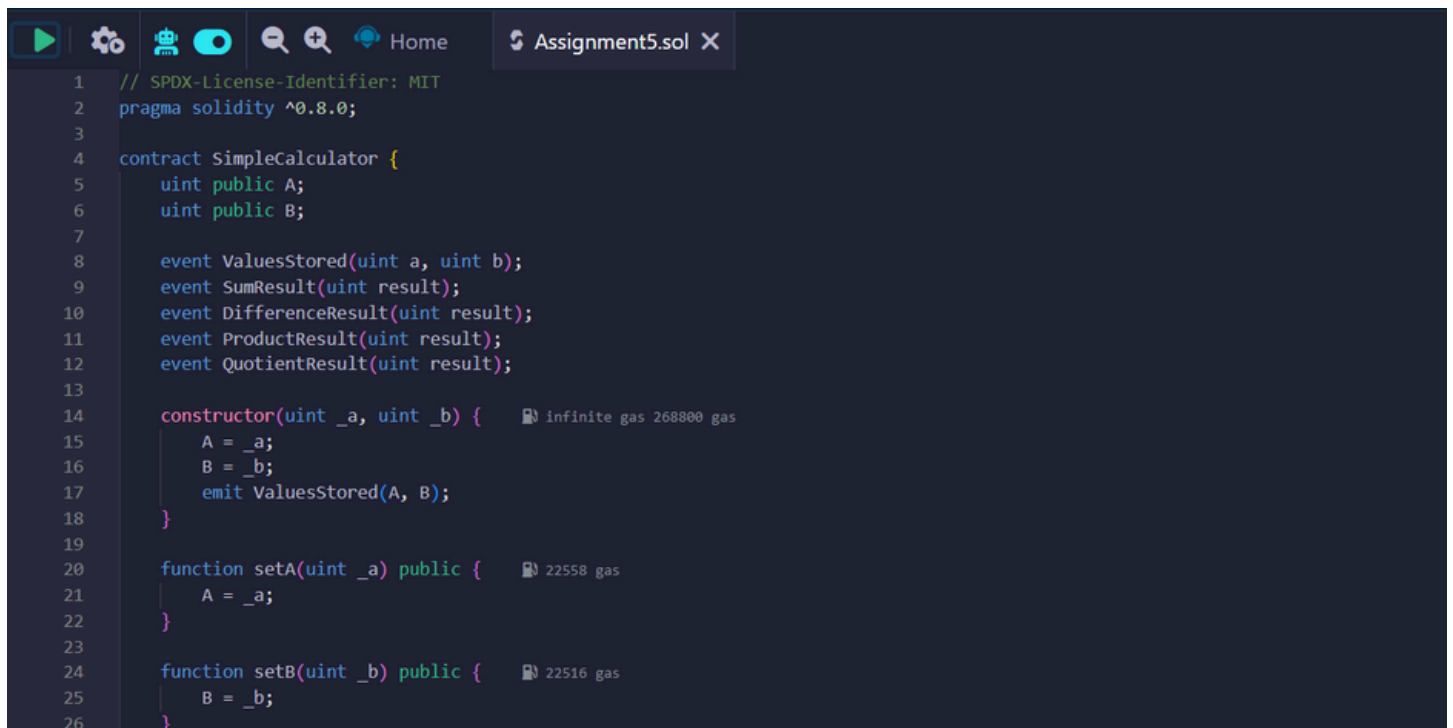 Home Assignment5.sol
1 // SPDX-License-Identifier: MIT
2 pragma solidity ^0.8.0;
3
4 contract SimpleCalculator {
5 uint public A;
6 uint public B;
7
8 event ValuesStored(uint a, uint b);
9 event SumResult(uint result);
10 event DifferenceResult(uint result);
11 event ProductResult(uint result);
12 event QuotientResult(uint result);
13
14 constructor(uint _a, uint _b) { infinite gas 268800 gas
15 A = _a;
16 B = _b;
17 emit ValuesStored(A, B);
18 }
19
20 function setA(uint _a) public { 22558 gas
21 A = _a;
22 }
23
24 function setB(uint _b) public { 22516 gas
25 B = _b;
26 }